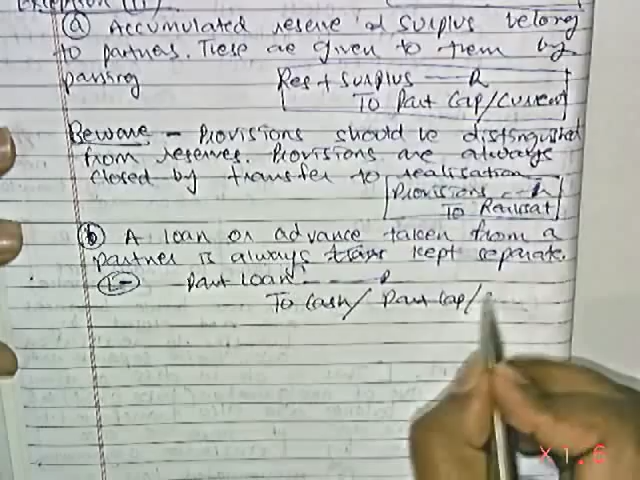 Exception (1)
(a) Accumulated reserve & surplus belong
to partners. These are given to them by
passing
Res + Surplus —— Dr
To Part Cap/Current
Beware - Provisions should be distinguished
from reserves. Provisions are always
closed by transfer to realisation
Provisions —— Dr
To Realisat
(b) A loan or advance taken from a
partner is always kept separate.
Part Loan —— Dr
To Cash/ Part Cap/
x1.6